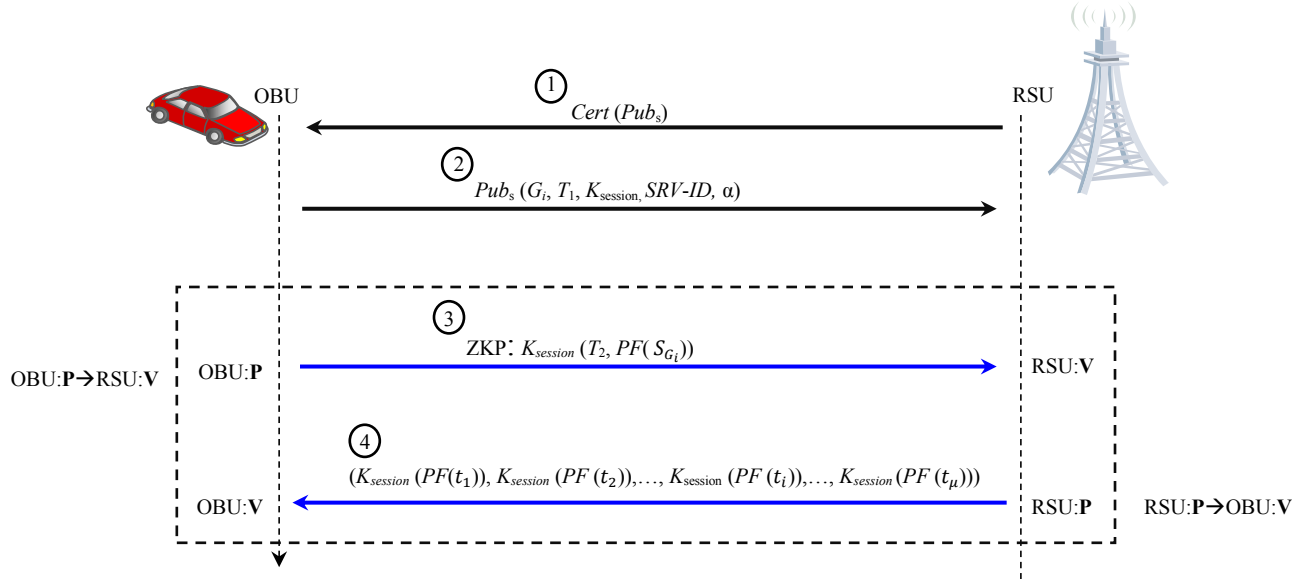 OBU
RSU
1
Cert (Pubs)
2
Pubs (Gi, T1, Ksession, SRV-ID, α)
3
ZKP: Ksession (T2, PF( SGi))
OBU:P→RSU:V
OBU:P
RSU:V
4
(Ksession (PF(t1)), Ksession (PF (t2)),…, Ksession (PF (ti)),…, Ksession(PF (tμ)))
OBU:V
RSU:P
RSU:P→OBU:V